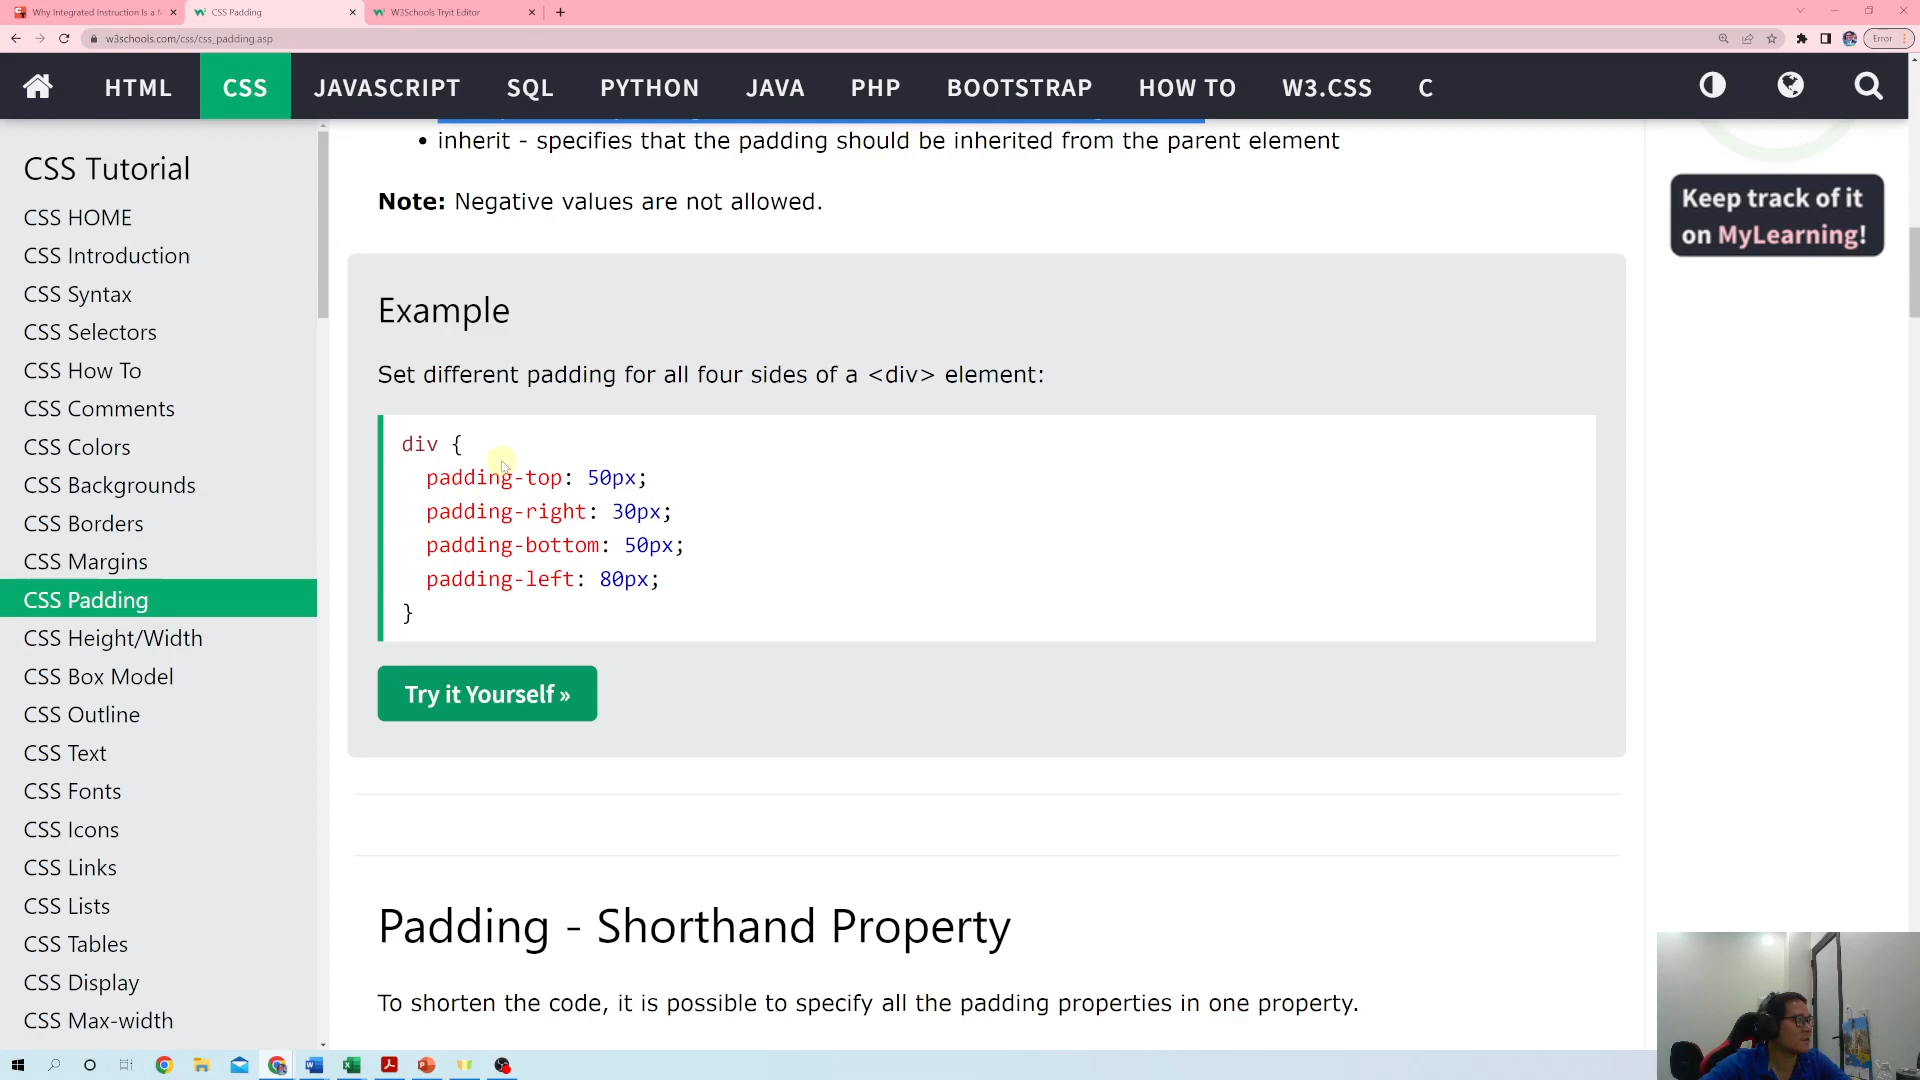 Why Integrated Instruction Is a
CSS Padding
W3Schools Tryit Editor
w3schools.com/css/css_padding.asp
Error
HTML
CSS
JAVASCRIPT
SQL
PYTHON
JAVA
PHP
BOOTSTRAP
HOW TO
W3.CSS
C
CSS Tutorial
CSS HOME
CSS Introduction
CSS Syntax
CSS Selectors
CSS How To
CSS Comments
CSS Colors
CSS Backgrounds
CSS Borders
CSS Margins
CSS Padding
CSS Height/Width
CSS Box Model
CSS Outline
CSS Text
CSS Fonts
CSS Icons
CSS Links
CSS Lists
CSS Tables
CSS Display
CSS Max-width
• inherit - specifies that the padding should be inherited from the parent element
Note: Negative values are not allowed.
Example
Set different padding for all four sides of a <div> element:
div {
padding-top: 50px;
padding-right: 30px;
padding-bottom: 50px;
padding-left: 80px;
}
Try it Yourself »
Padding - Shorthand Property
To shorten the code, it is possible to specify all the padding properties in one property.
Keep track of it
on MyLearning!